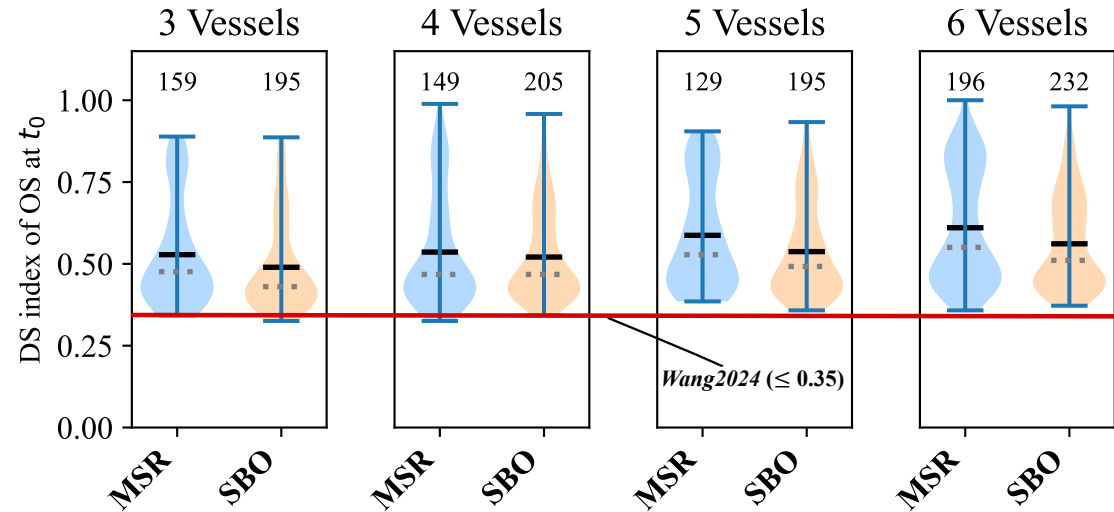 3 Vessels
4 Vessels
5 Vessels
6 Vessels
159
195
149
205
129
195
196
232
DS index of OS at t₀
1.00
0.75
0.50
0.25
0.00
Wang2024 (≤ 0.35)
MSR
SBO
MSR
SBO
MSR
SBO
MSR
SBO